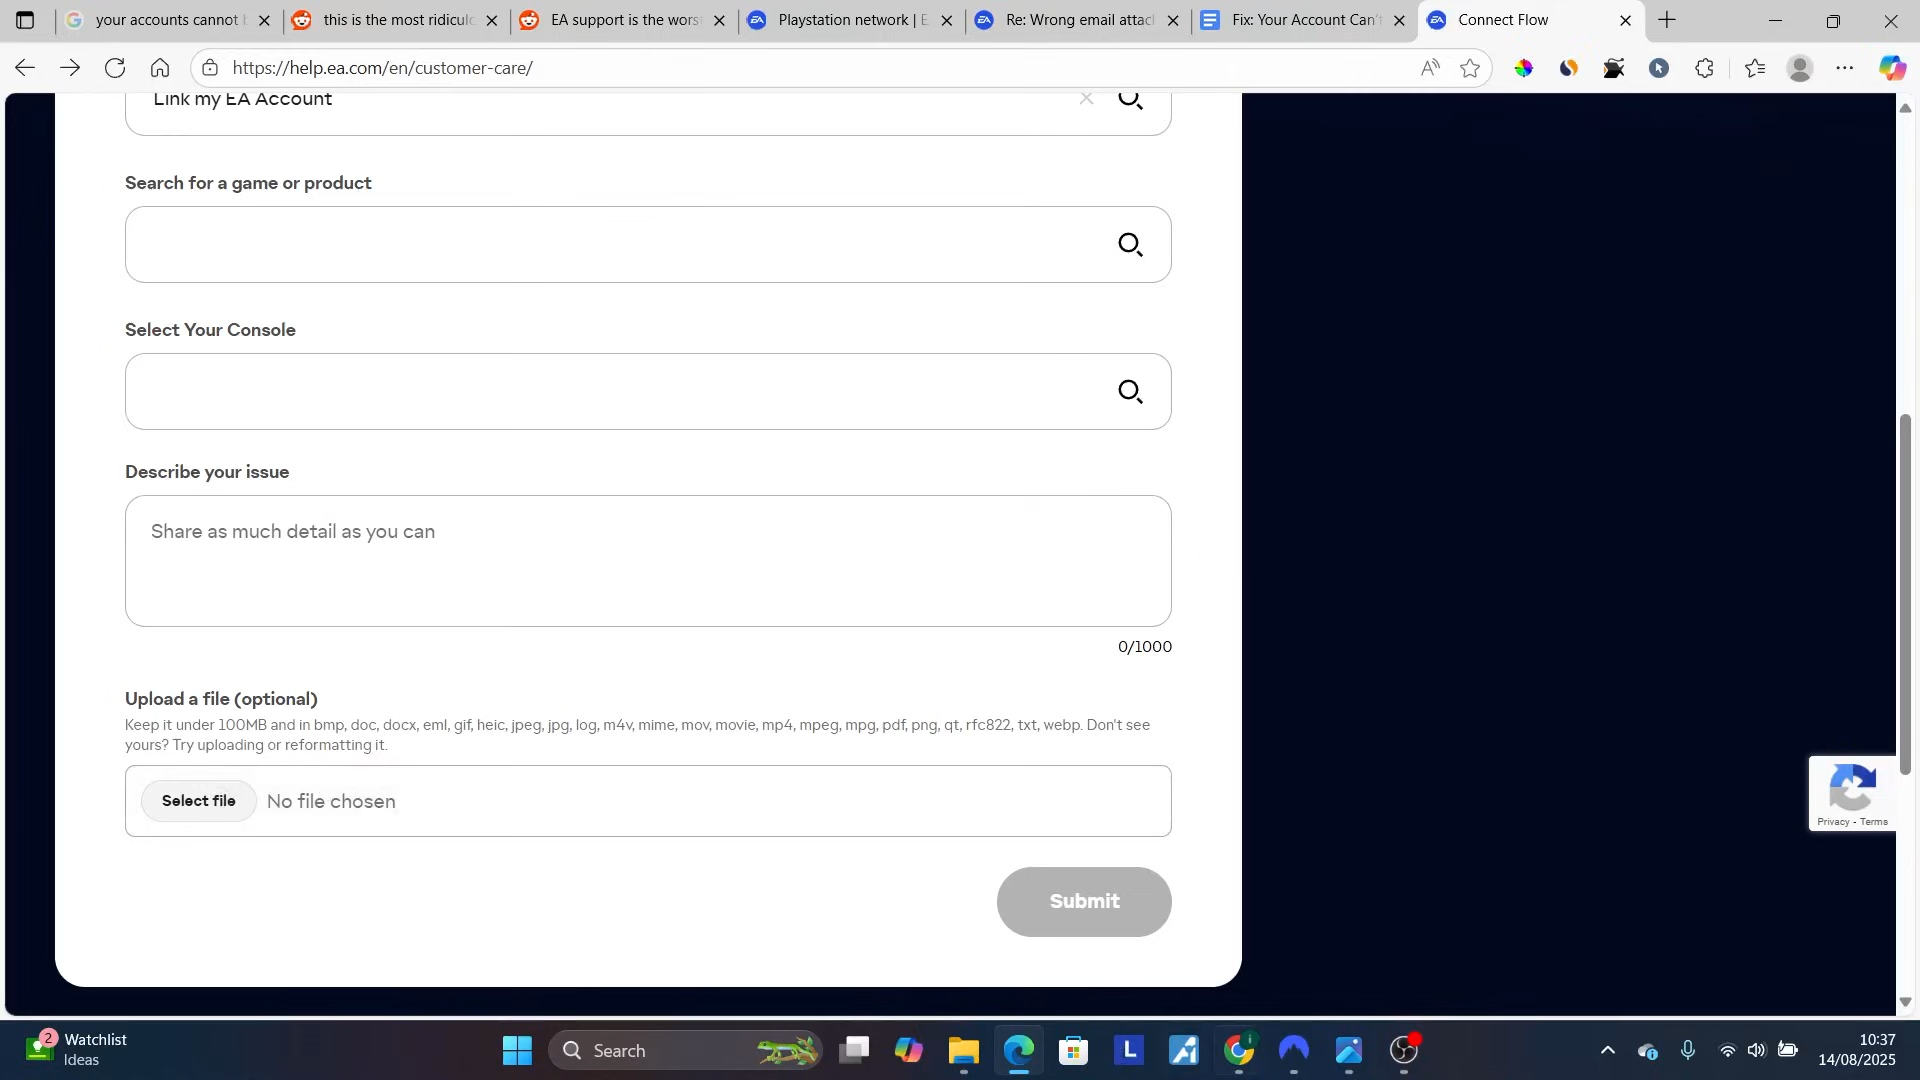 your accounts cannot b
this is the most ridicul
EA support is the wors
Playstation network | E
Re: Wrong email attac
Fix: Your Account Can'
Connect Flow
https://help.ea.com/en/customer-care/
Link my EA Account
Search for a game or product
Select Your Console
Describe your issue
Share as much detail as you can
0/1000
Upload a file (optional)
Keep it under 100MB and in bmp, doc, docx, eml, gif, heic, jpeg, jpg, log, m4v, mime, mov, movie, mp4, mpeg, mpg, pdf, png, qt, rfc822, txt, webp. Don't see
yours? Try uploading or reformatting it.
Select file
No file chosen
Submit
Privacy - Terms
2
Watchlist
Ideas
Search
L
10:37
14/08/2025